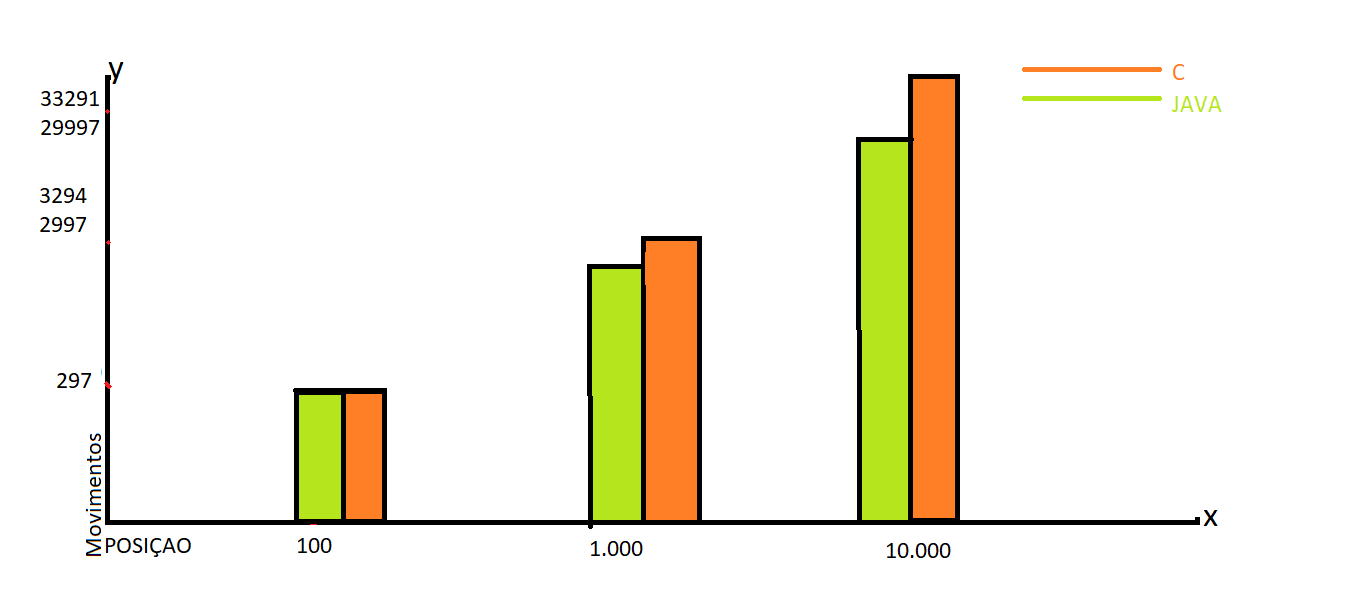 y
C
JAVA
33291
29997
3294
2997
297
Movimentos
POSIÇAO
100
1.000
10.000
x